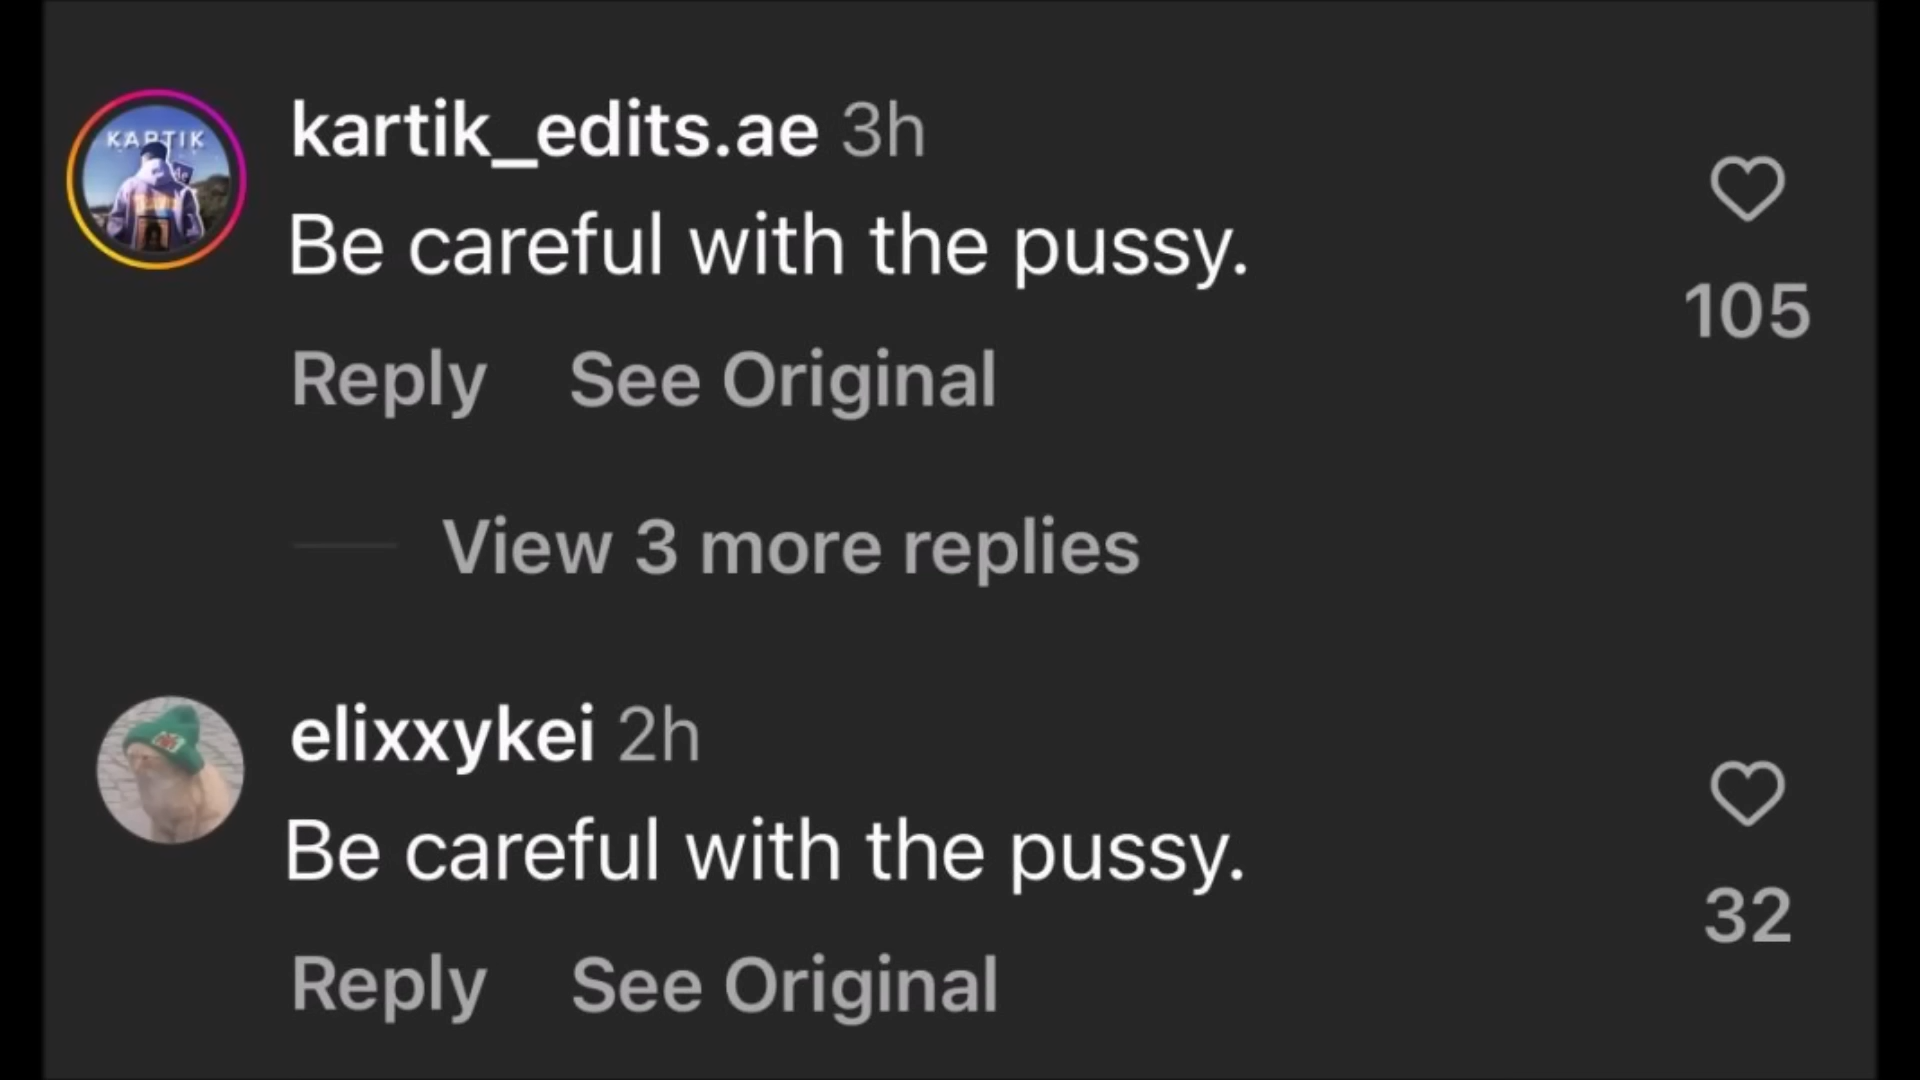 KARTIK
kartik_edits.ae 3h
Be careful with the pussy.
105
Reply See Original
View 3 more replies
elixxykei 2h
Be careful with the pussy.
32
Reply See Original